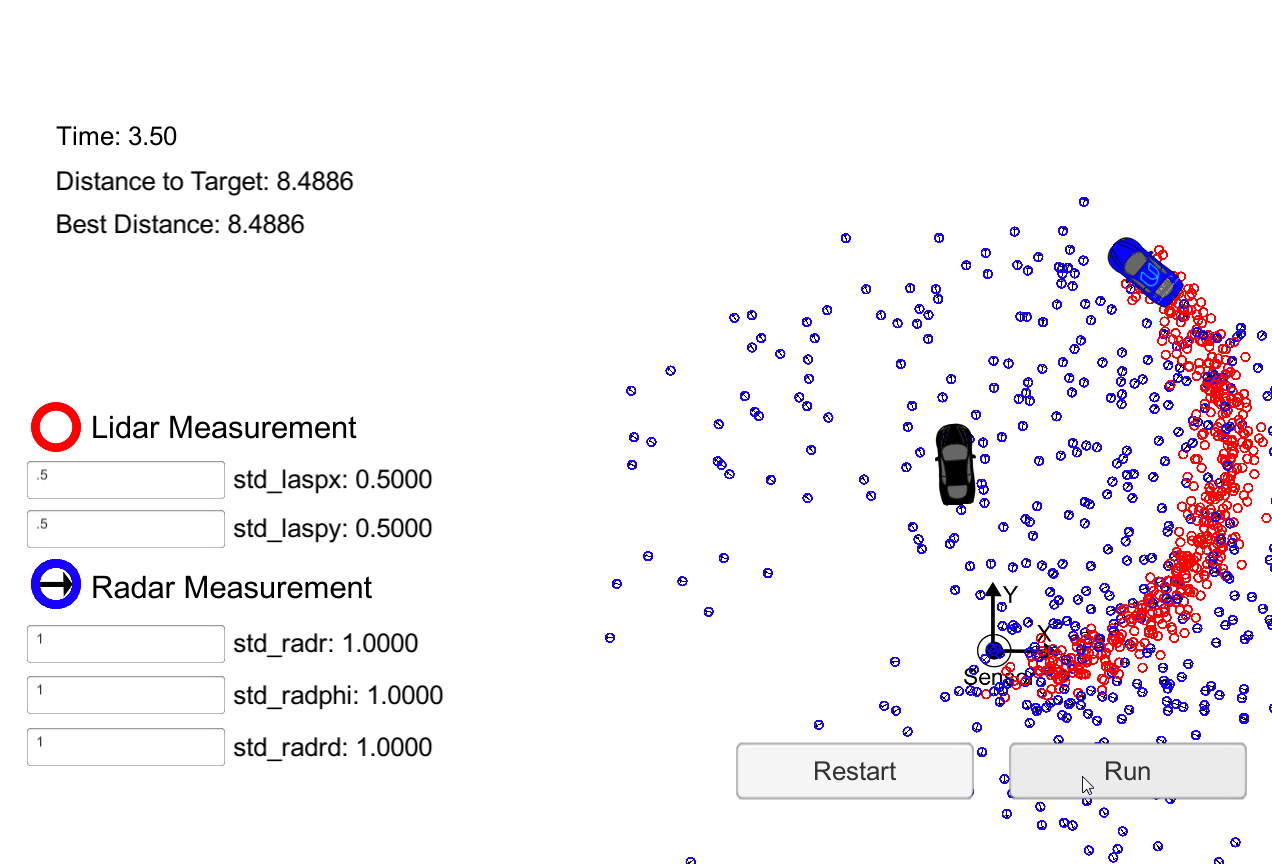 Time: 3.50
Distance to Target: 8.4886
Best Distance: 8.4886
Lidar Measurement
.5
std_laspx: 0.5000
.5
std_laspy: 0.5000
Radar Measurement
1
std_radr: 1.0000
1
std_radphi: 1.0000
1
std_radrd: 1.0000
Y
X
Sensor
Restart
Run